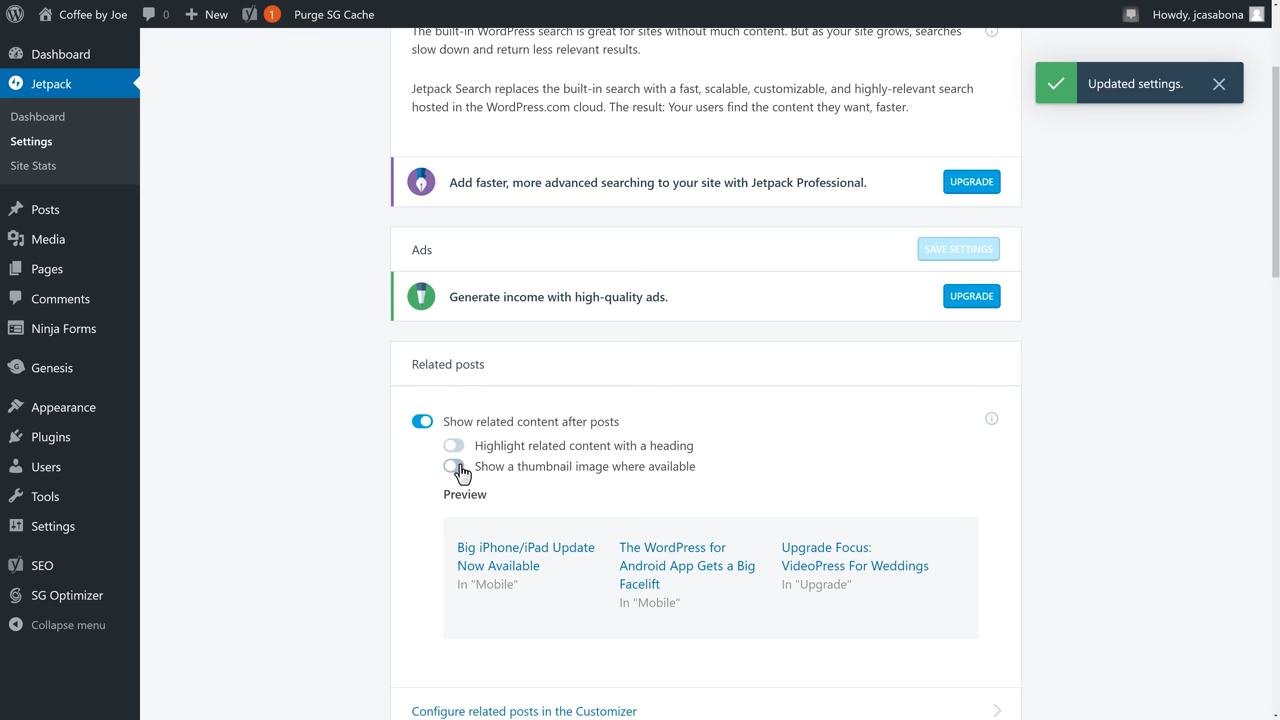 Coffee by Joe
0
New
1
Purge SG Cache
Howdy, jcasabona
Dashboard
Jetpack
Dashboard
Settings
Site Stats
Posts
Media
Pages
Comments
Ninja Forms
Genesis
Appearance
Plugins
Users
Tools
Settings
SEO
SG Optimizer
Collapse menu
The built-in WordPress search is great for sites without much content. But as your site grows, searches
slow down and return less relevant results.
Jetpack Search replaces the built-in search with a fast, scalable, customizable, and highly-relevant search
hosted in the WordPress.com cloud. The result: Your users find the content they want, faster.
Updated settings.
Add faster, more advanced searching to your site with Jetpack Professional.
UPGRADE
Ads
SAVE SETTINGS
Generate income with high-quality ads.
UPGRADE
Related posts
Show related content after posts
Highlight related content with a heading
Show a thumbnail image where available
Preview
Big iPhone/iPad Update
Now Available
In "Mobile"
The WordPress for
Android App Gets a Big
Facelift
In "Mobile"
Upgrade Focus:
VideoPress For Weddings
In "Upgrade"
Configure related posts in the Customizer